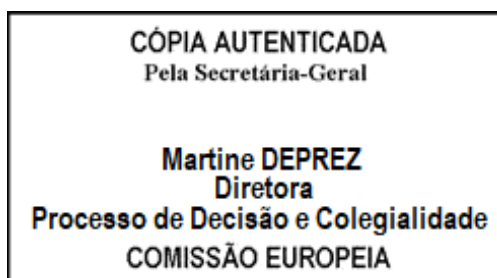 CÓPIA AUTENTICADA
Pela Secretária-Geral
Martine DEPREZ
Diretora
Processo de Decisão e Colegialidade
COMISSÃO EUROPEIA